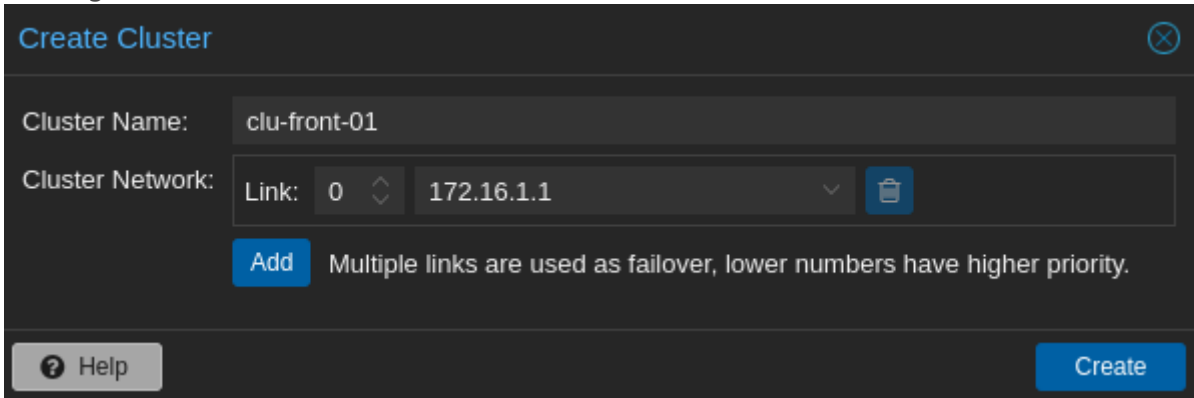 Create Cluster
Cluster Name: clu-front-01
Cluster Network: Link: 0 172.16.1.1
Add Multiple links are used as failover, lower numbers have higher priority.
Help Create